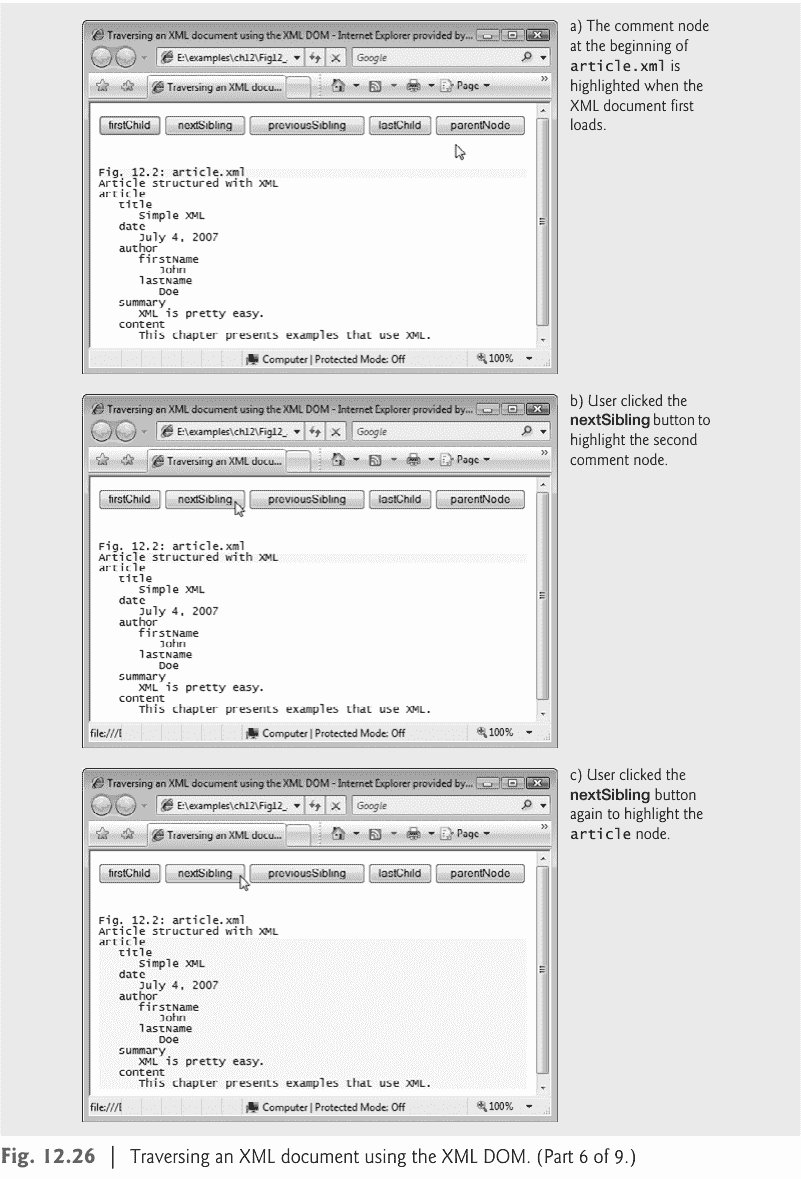 Traversing an XML document using the XML DOM - Internet Explorer provided by...
E:\examples\ch12\Fig12_
Google
Traversing an XML docu...
Page
firstChild nextSibling previousSibling lastChild parentNode
Fig. 12.2: article.xml
Article structured with XML
article
title
Simple XML
date
July 4, 2007
author
firstName
John
lastName
Doe
summary
XML is pretty easy.
content
This chapter presents examples that use XML.
Computer | Protected Mode: Off
100%
a) The comment node
at the beginning of
article.xml is
highlighted when the
XML document first
loads.
Traversing an XML document using the XML DOM - Internet Explorer provided by...
E:\examples\ch12\Fig12_
Google
Traversing an XML docu...
Page
firstChild nextSibling previousSibling lastChild parentNode
Fig. 12.2: article.xml
Article structured with XML
article
title
Simple XML
date
July 4, 2007
author
firstName
John
lastName
Doe
summary
XML is pretty easy.
content
This chapter presents examples that use XML.
file:///E
Computer | Protected Mode: Off
100%
b) User clicked the
nextSibling button to
highlight the second
comment node.
Traversing an XML document using the XML DOM - Internet Explorer provided by...
E:\examples\ch12\Fig12_
Google
Traversing an XML docu...
Page
firstChild nextSibling previousSibling lastChild parentNode
Fig. 12.2: article.xml
Article structured with XML
article
title
Simple XML
date
July 4, 2007
author
firstName
John
lastName
Doe
summary
XML is pretty easy.
content
This chapter presents examples that use XML.
file:///E
Computer | Protected Mode: Off
100%
c) User clicked the
nextSibling button
again to highlight the
article node.
Fig. 12.26 | Traversing an XML document using the XML DOM. (Part 6 of 9.)